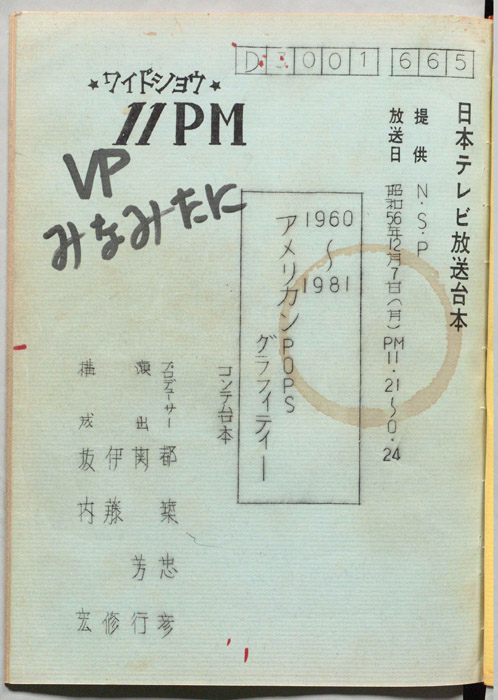 D3001 665
日本テレビ放送台本
提供 N.S.P
放送日 昭和56年12月7日(月) PM11.21〜0.24
★ワイドショウ★
11PM
VP
みなみたに
1960〜1981
アメリカンPOPS
グラフィティー
コンテ台本
プロデューサー 都築忠彦
演出 関 芳行
伊藤 修
構成 坂内 宏